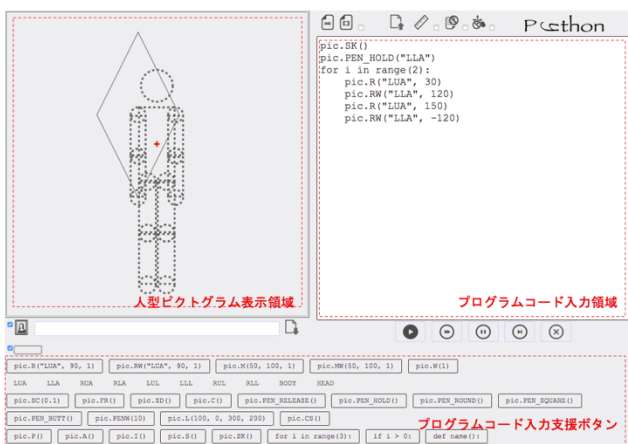 Python
pic.SK()
pic.PEN_HOLD("LLA")
for i in range(2):
    pic.R("LUA", 30)
    pic.RW("LLA", 120)
    pic.R("LUA", 150)
    pic.RW("LLA", -120)
人型ピクトグラム表示領域
プログラムコード入力領域
pic.R("LUA", 90, 1) pic.RW("LUA", 90, 1) pic.M(50, 100, 1) pic.MW(50, 100, 1) pic.W(1)
LUA LLA RUA RLA LUL LLL RUL RLL BODY HEAD
pic.SC(0.1) pic.FR() pic.SD() pic.C() pic.PEN_RELEASE() pic.PEN_HOLD() pic.PEN_ROUND() pic.PEN_SQUARE()
pic.PEN_BUTT() pic.PENW(10) pic.L(100, 0, 300, 200) pic.CS()
プログラムコード入力支援ボタン
pic.P() pic.A() pic.I() pic.S() pic.SK() for i in range(3): if i > 0: def name():